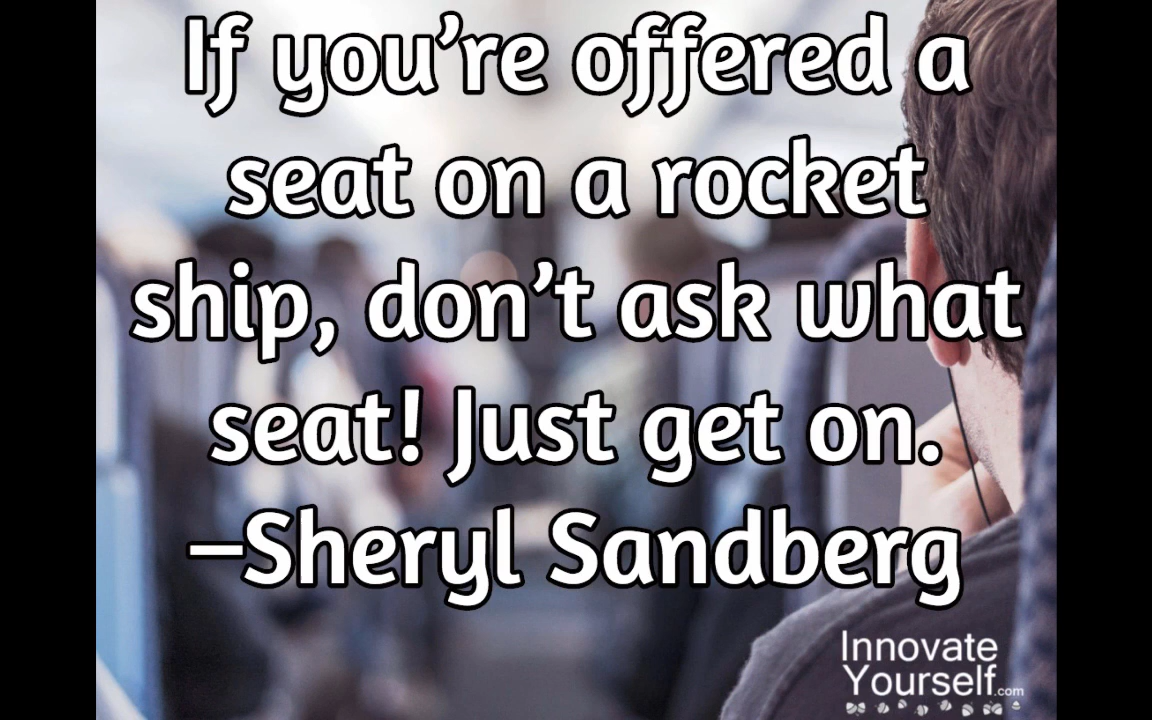 If you’re offered a
seat on a rocket
ship, don’t ask what
seat! Just get on.
–Sheryl Sandberg
Innovate
Yourself.com